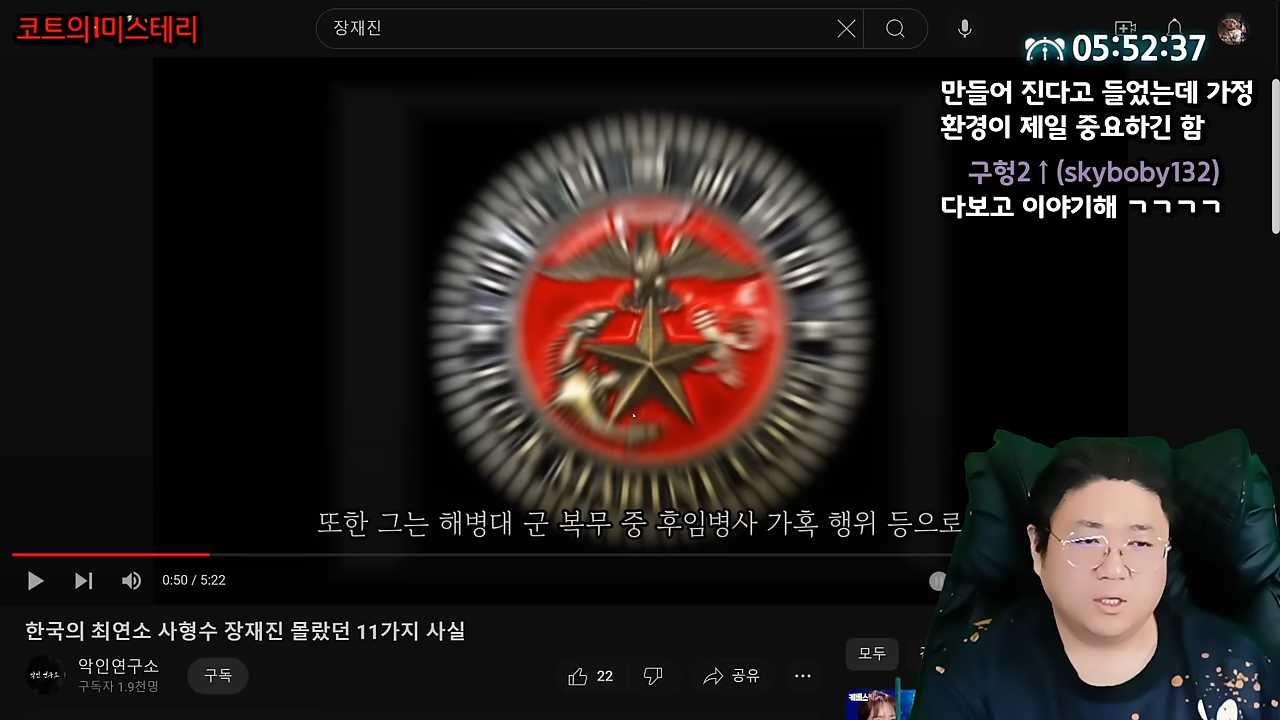 코트의 미스테리
장재진
05:52:37
만들어 진다고 들었는데 가정
환경이 제일 중요하긴 함
구헝2↑(skyboby132)
다보고 이야기해 ㄱㄱㄱㄱ
또한 그는 해병대 군 복무 중 후임병사 가혹 행위 등으로
0:50 / 5:22
한국의 최연소 사형수 장재진 몰랐던 11가지 사실
악인연구소
구독자 1.9천명
구독
22
공유
모두